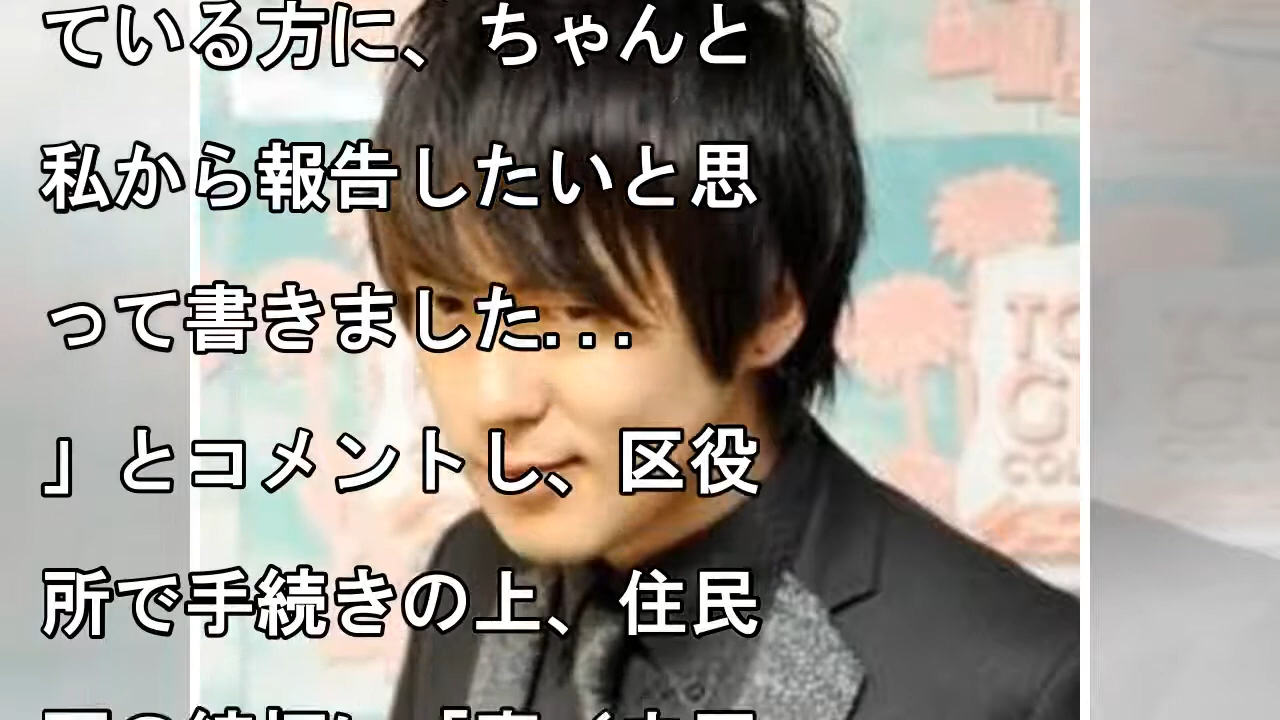 ている方に、 ちゃんと
私から報告したいと思
って書きました...
」とコメントし、区役
所で手続きの上、住民
TO
G
COL